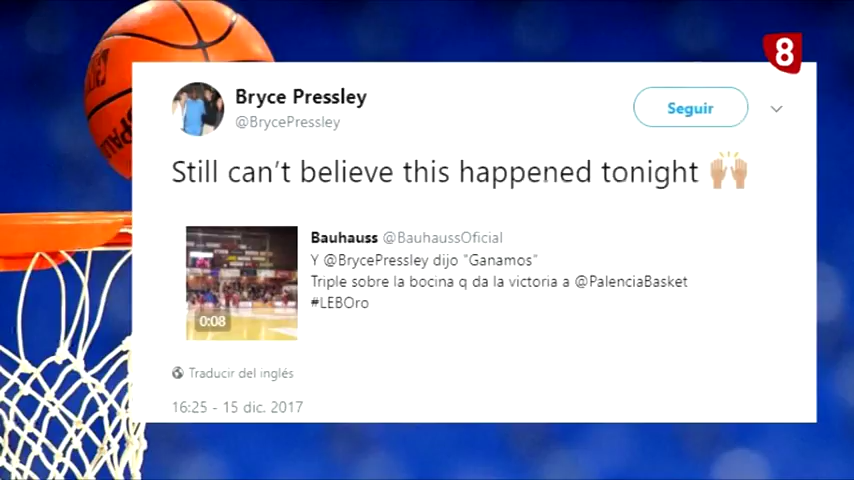 8
Bryce Pressley
@BrycePressley
Seguir
Still can't believe this happened tonight 🙌🏼
Bauhauss @BauhaussOficial
Y @BrycePressley dijo "Ganamos"
Triple sobre la bocina q da la victoria a @PalenciaBasket
#LEBOro
0:08
Traducir del inglés
16:25 - 15 dic. 2017